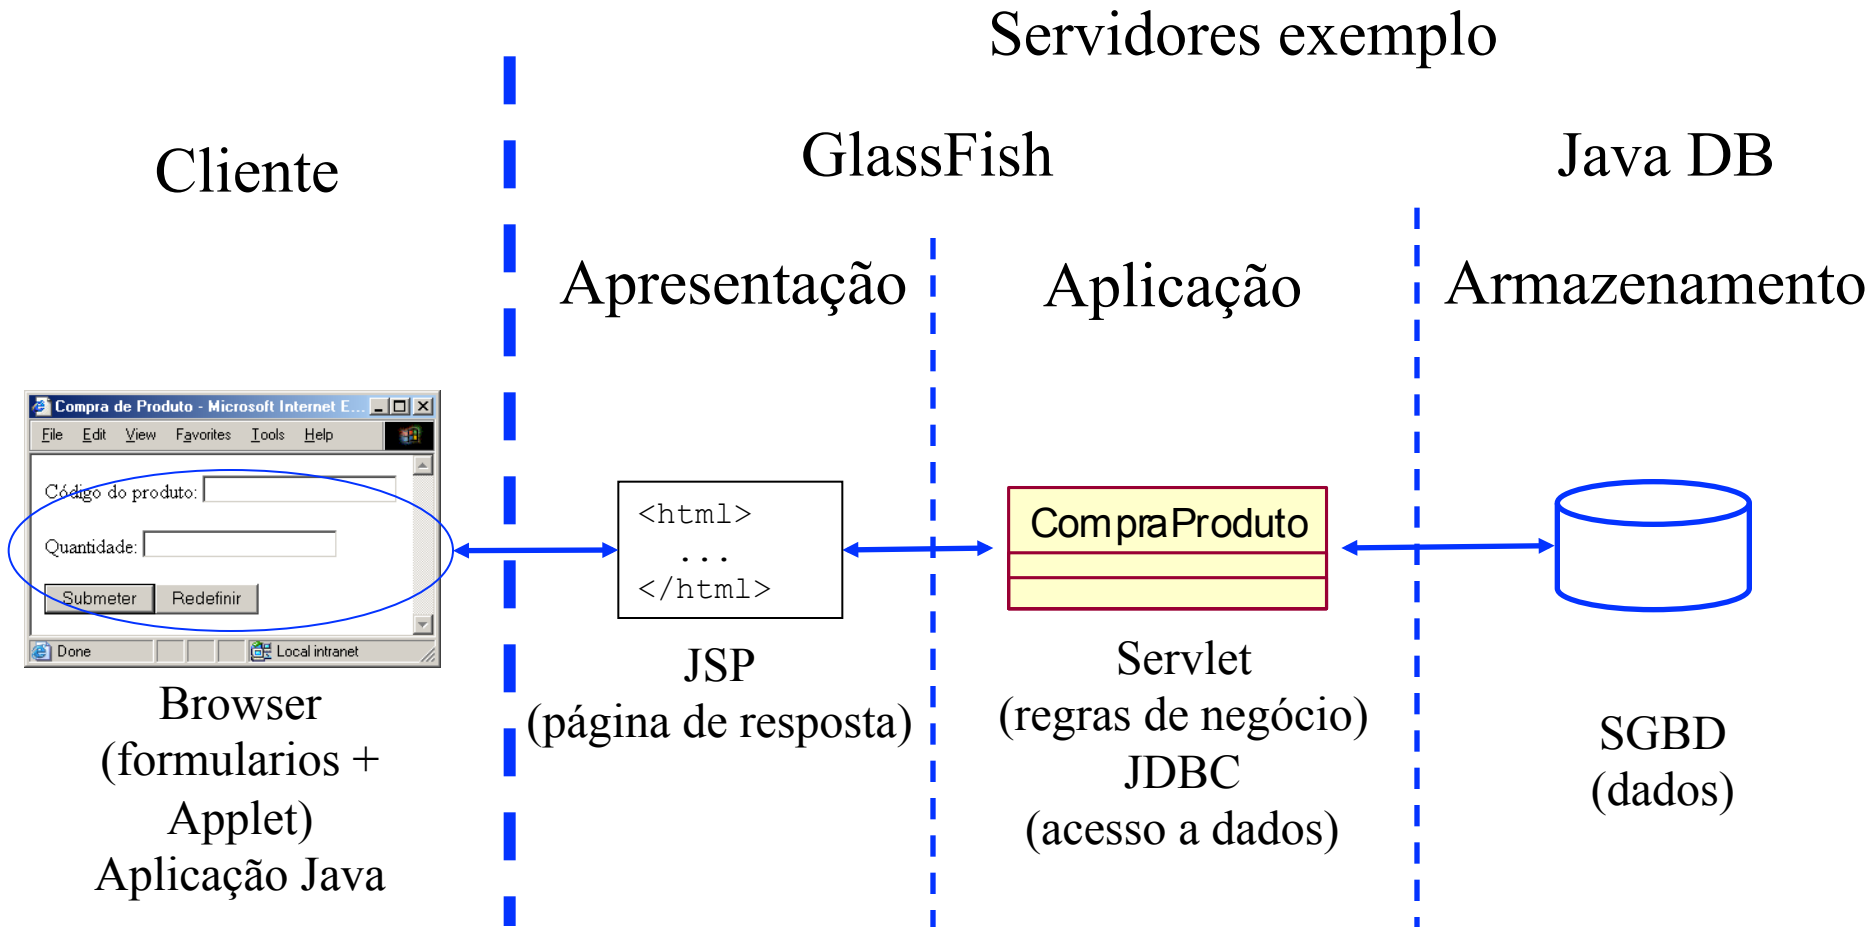 Servidores exemplo
Cliente
GlassFish
Java DB
Apresentação
Aplicação
Armazenamento
Compra de Produto - Microsoft Internet E...
File Edit View Favorites Tools Help
Código do produto:
Quantidade:
Submeter Redefinir
Done Local intranet
Browser
(formularios +
Applet)
Aplicação Java
<html>
...
</html>
JSP
(página de resposta)
CompraProduto
Servlet
(regras de negócio)
JDBC
(acesso a dados)
SGBD
(dados)